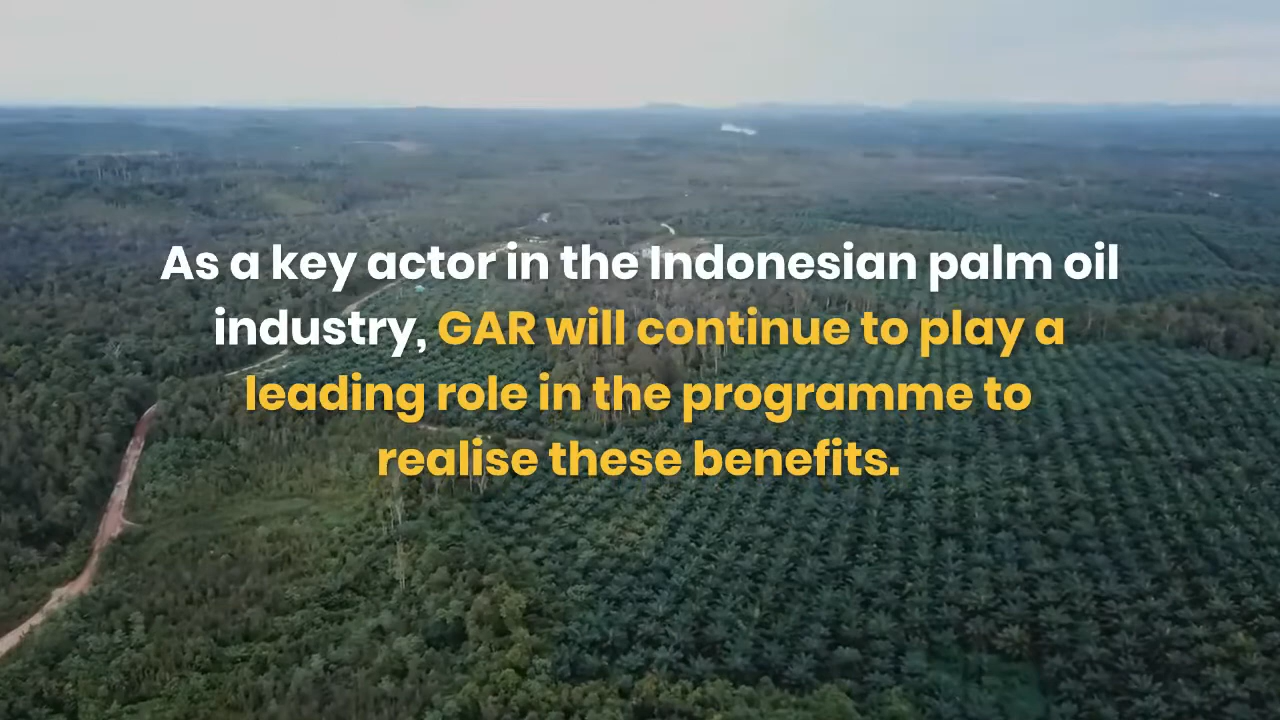 As a key actor in the Indonesian palm oil
industry, GAR will continue to play a
leading role in the programme to
realise these benefits.